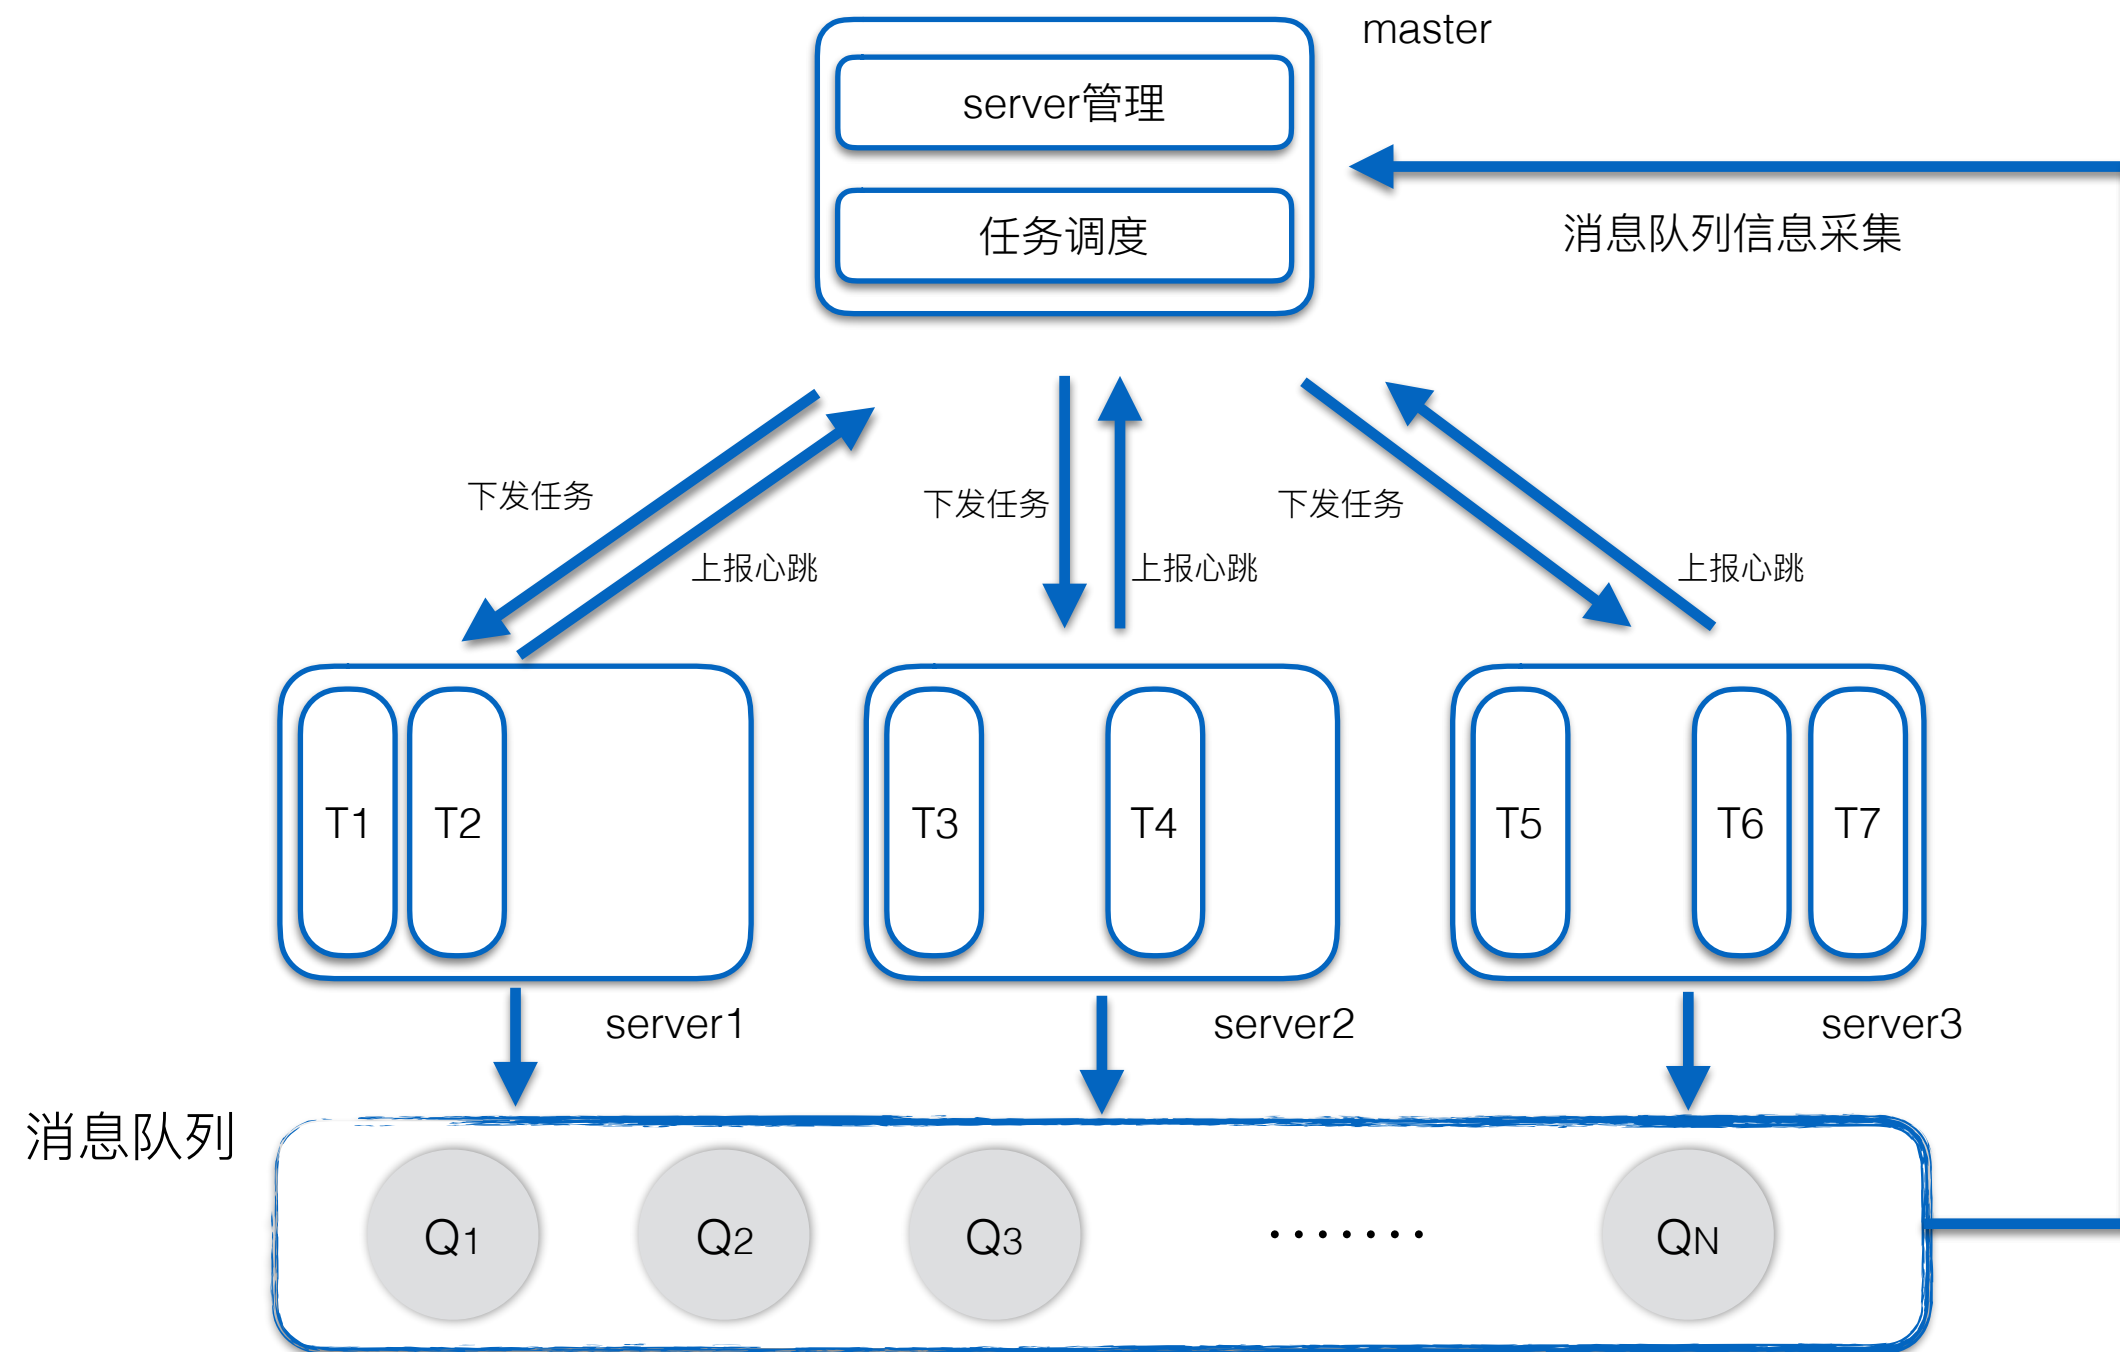 master
server管理
任务调度
消息队列信息采集
下发任务
上报心跳
下发任务
上报心跳
下发任务
上报心跳
T1
T2
T3
T4
T5
T6
T7
server1
server2
server3
消息队列
Q1
Q2
Q3
.......
QN